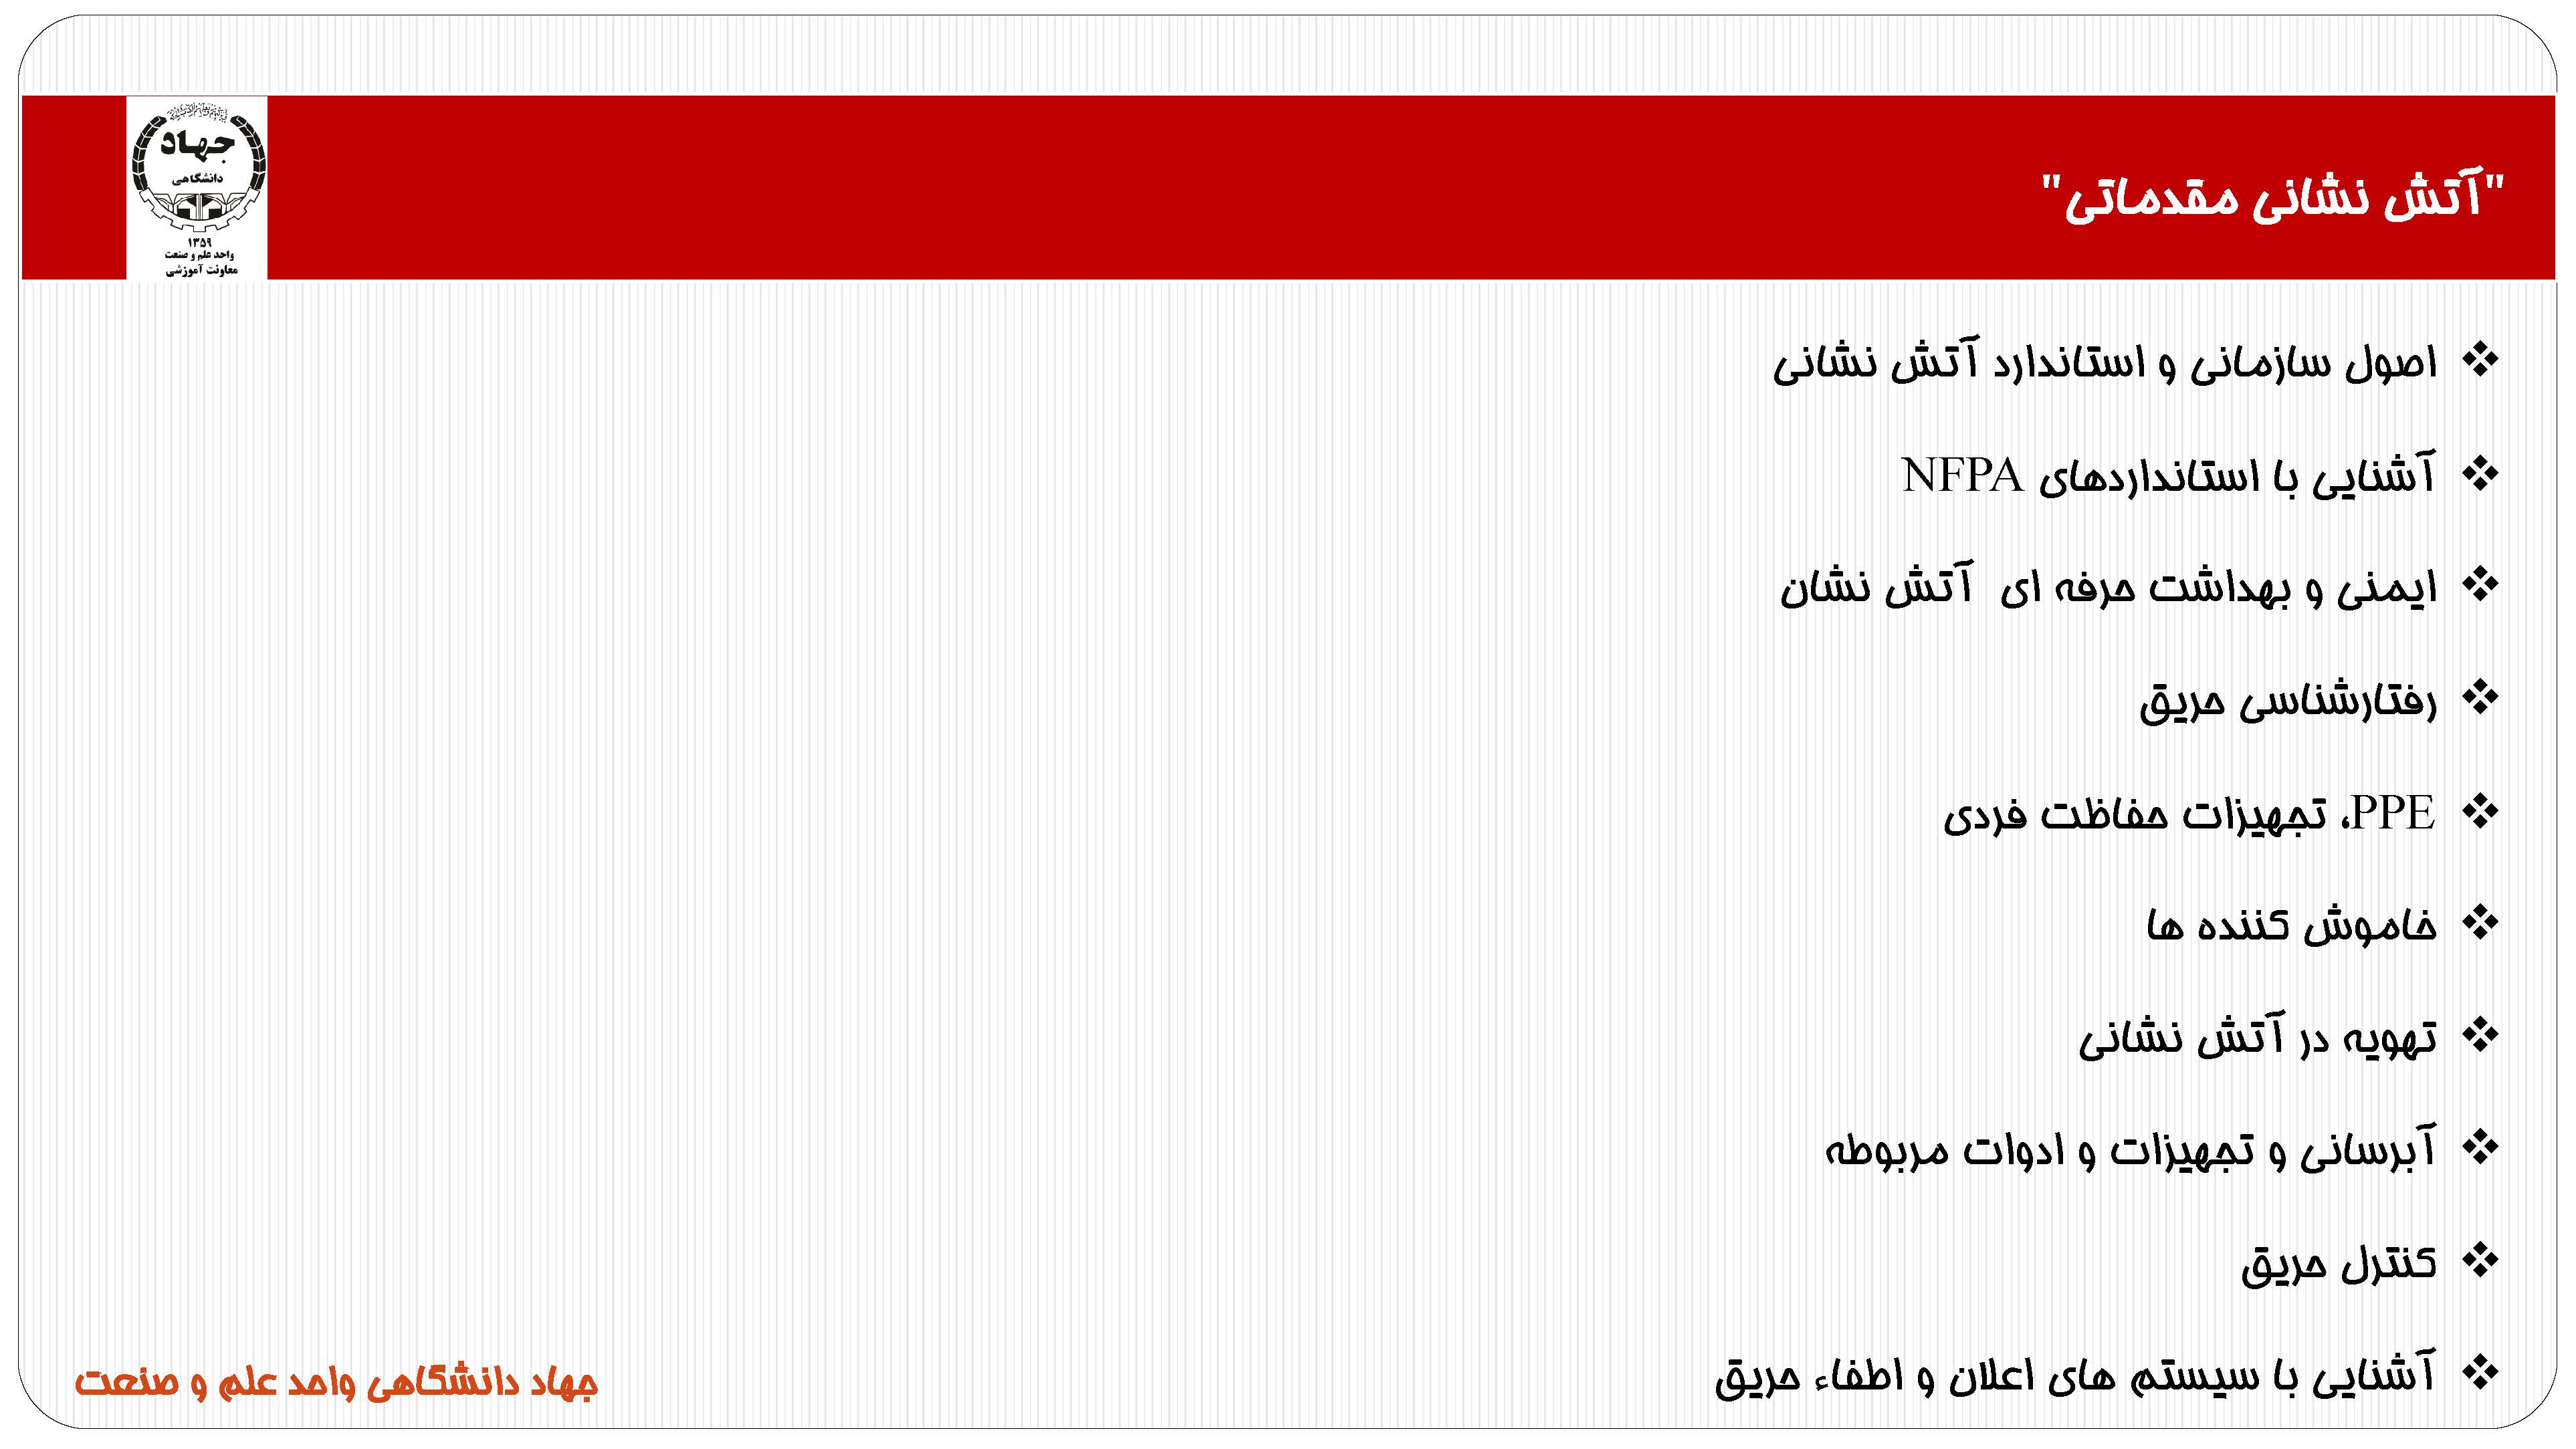 جهاد
دانشگاهی
۱۳۵۹
واحد علم و صنعت
معاونت آموزشی
"آتش نشانی مقدماتی"
❖ اصول سازمانی و استاندارد آتش نشانی
❖ آشنایی با استانداردهای NFPA
❖ ایمنی و بهداشت حرفه ای آتش نشان
❖ رفتارشناسی حریق
❖ PPE، تجهیزات حفاظت فردی
❖ خاموش کننده ها
❖ تهویه در آتش نشانی
❖ آبرسانی و تجهیزات و ادوات مربوطه
❖ کنترل حریق
❖ آشنایی با سیستم های اعلان و اطفاء حریق
جهاد دانشگاهی واحد علم و صنعت